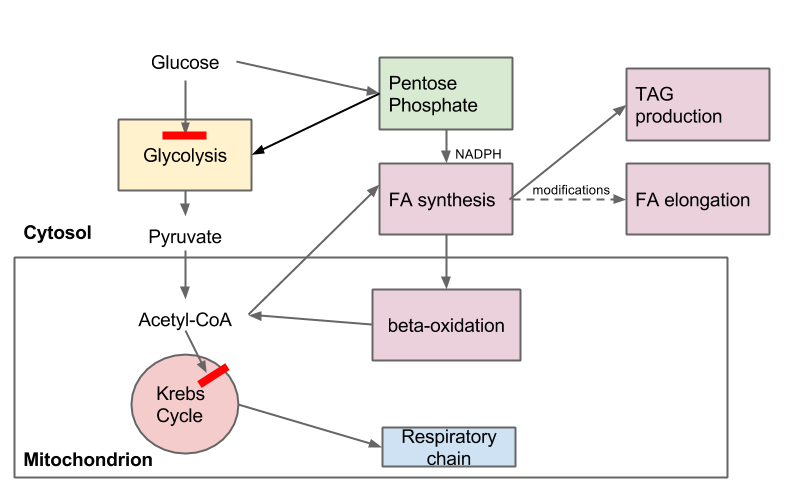 Glucose
Pentose
Phosphate
TAG
production
Glycolysis
NADPH
FA synthesis
modifications
FA elongation
Cytosol
Pyruvate
Acetyl-CoA
beta-oxidation
Krebs
Cycle
Respiratory
chain
Mitochondrion